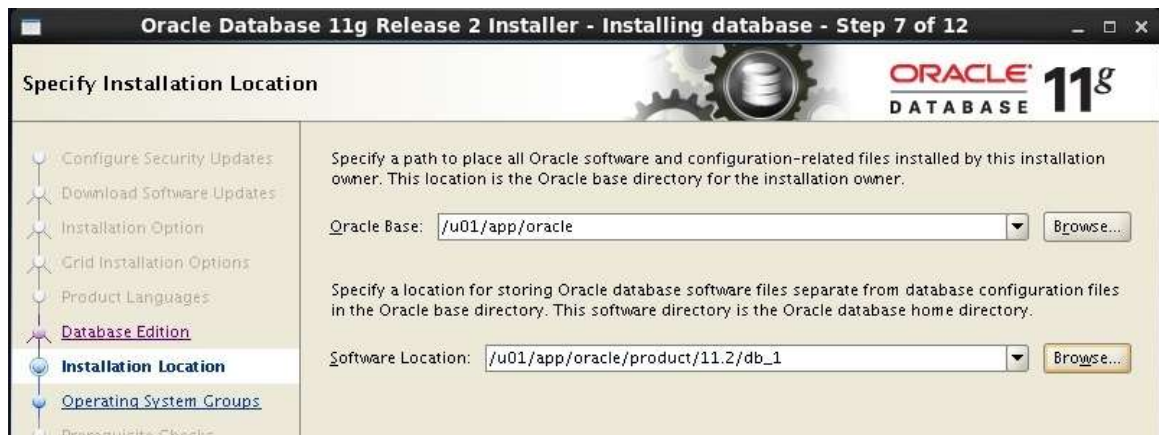 Oracle Database 11g Release 2 Installer - Installing database - Step 7 of 12
Specify Installation Location
ORACLE 11g
DATABASE
Configure Security Updates
Download Software Updates
Installation Option
Grid Installation Options
Product Languages
Database Edition
Installation Location
Operating System Groups
Prerequisite Checks
Specify a path to place all Oracle software and configuration-related files installed by this installation
owner. This location is the Oracle base directory for the installation owner.
Oracle Base: /u01/app/oracle Browse...
Specify a location for storing Oracle database software files separate from database configuration files
in the Oracle base directory. This software directory is the Oracle database home directory.
Software Location: /u01/app/oracle/product/11.2/db_1 Browse...